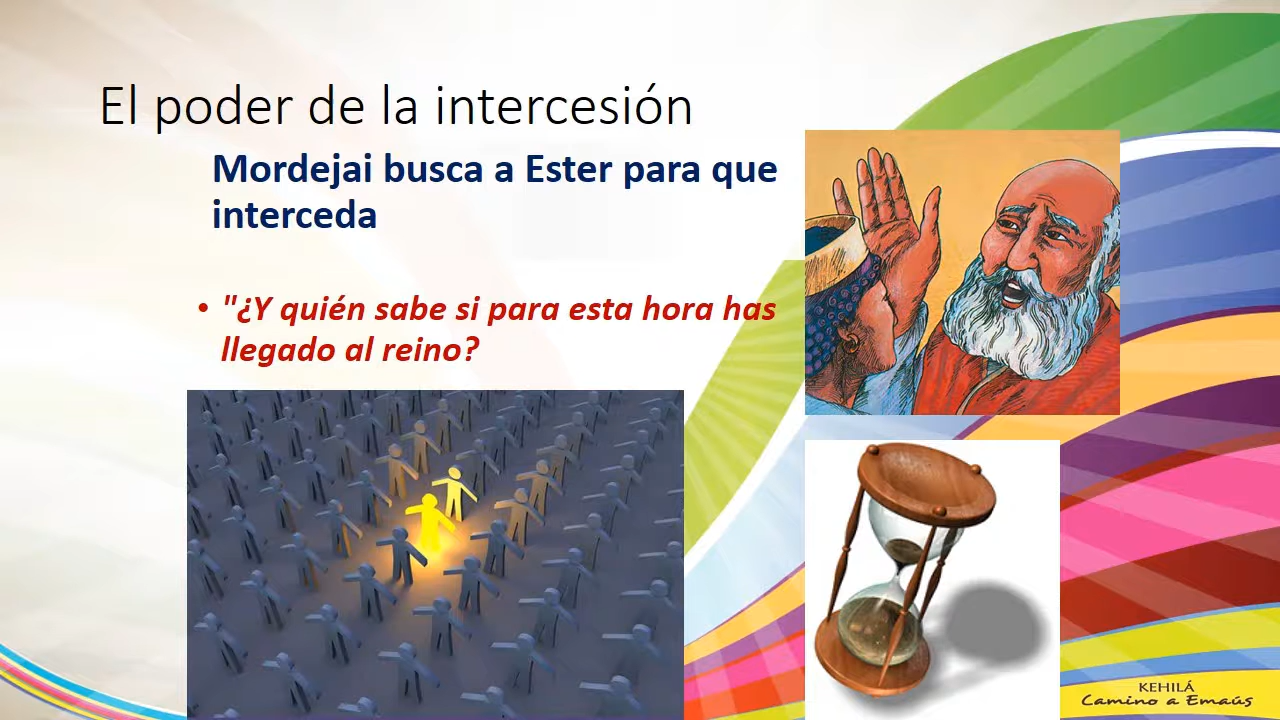 El poder de la intercesión
Mordejai busca a Ester para que
interceda
• "¿Y quién sabe si para esta hora has
llegado al reino?
KEHILÁ
Camino a Emaús